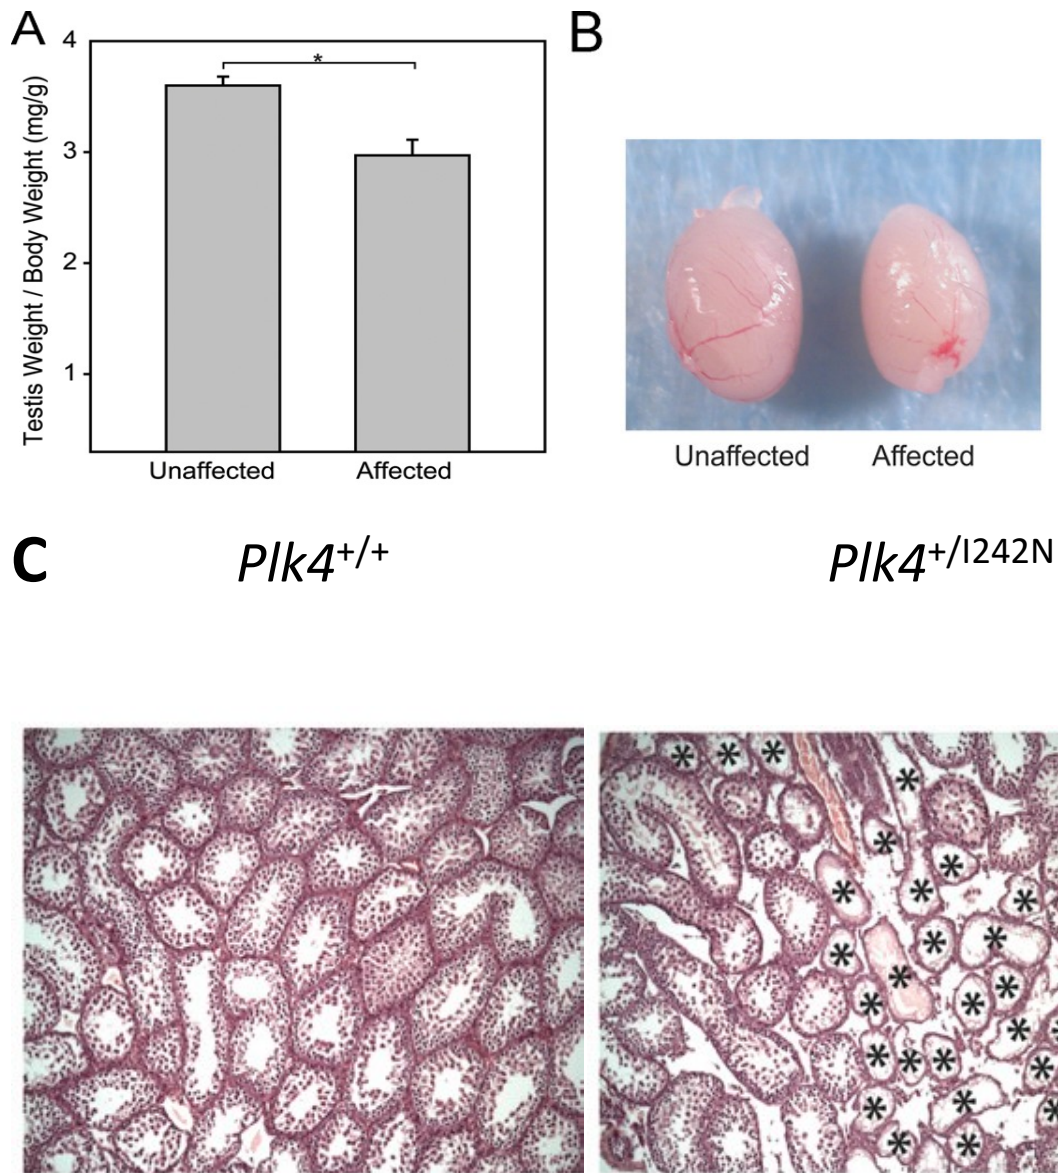 A
B
4
3
2
1
Testis Weight / Body Weight (mg/g)
*
Unaffected
Affected
Unaffected
Affected
C
Plk4+/+
Plk4+/I242N
* * *
*
*
*
* *
*
*
* *
*
* *
*
* * *
*
* *
*
* *